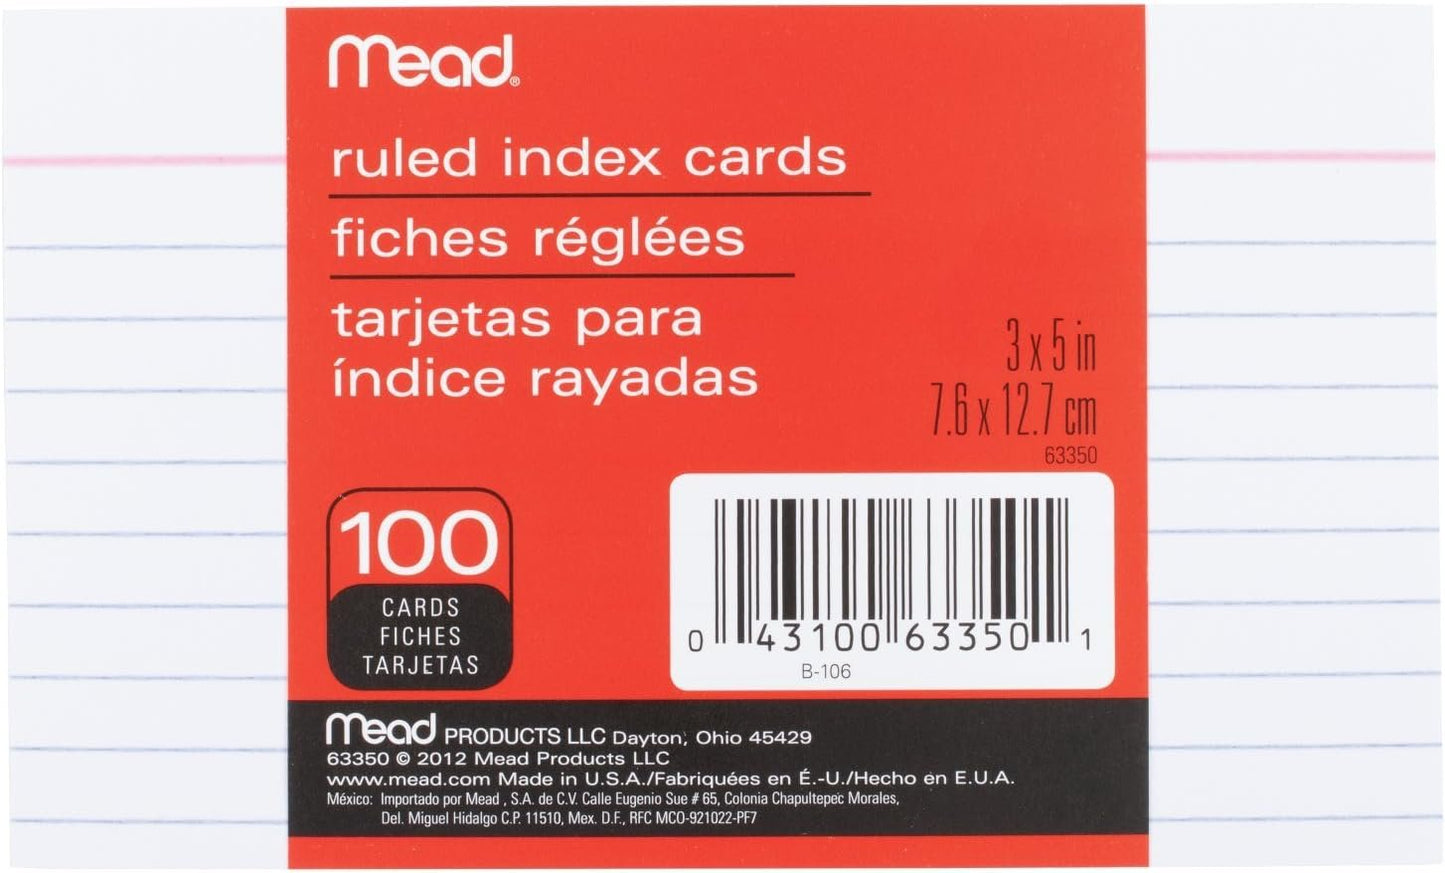 mead®
ruled index cards
fiches réglées
tarjetas para
índice rayadas
3 x 5 in
7.6 x 12.7 cm
63350
100
CARDS
FICHES
TARJETAS
0 43100 63350 1
B-106
mead PRODUCTS LLC Dayton, Ohio 45429
63350 © 2012 Mead Products LLC
www.mead.com Made in U.S.A./Fabriquées en É.-U./Hecho en E.U.A.
México: Importado por Mead , S.A. de C.V. Calle Eugenio Sue # 65, Colonia Chapultepec Morales,
Del. Miguel Hidalgo C.P. 11510, Mex. D.F., RFC MCO-921022-PF7